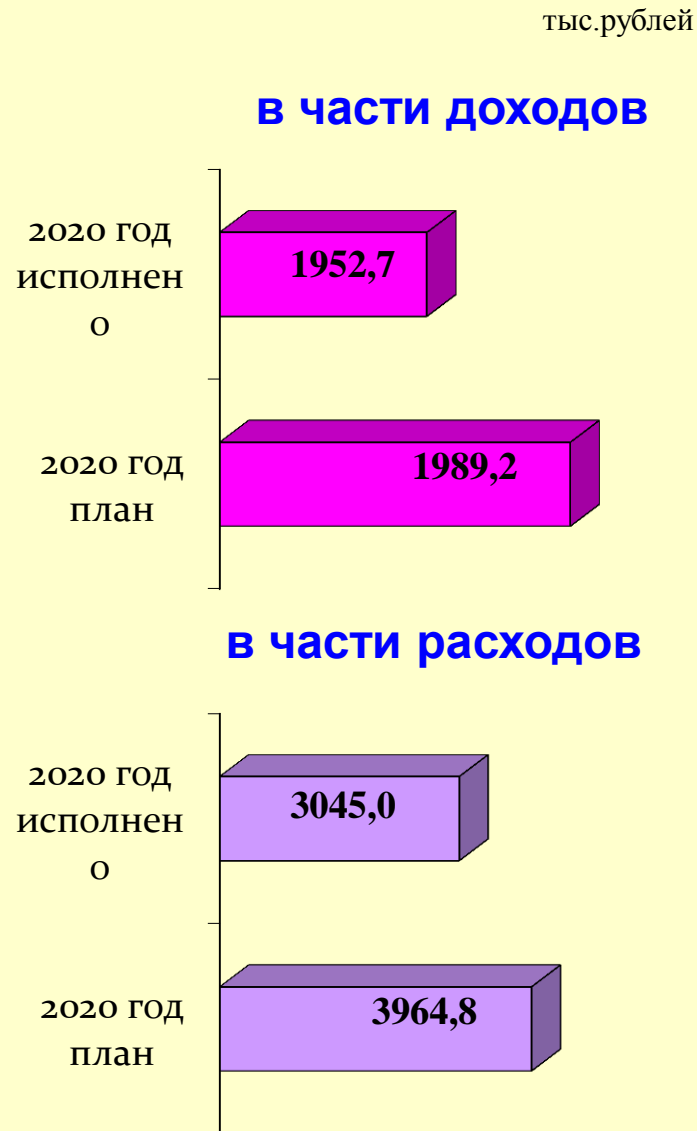 тыс.рублей
в части доходов
2020 год
исполнен
о
1952,7
2020 год
план
1989,2
в части расходов
2020 год
исполнен
о
3045,0
2020 год
план
3964,8